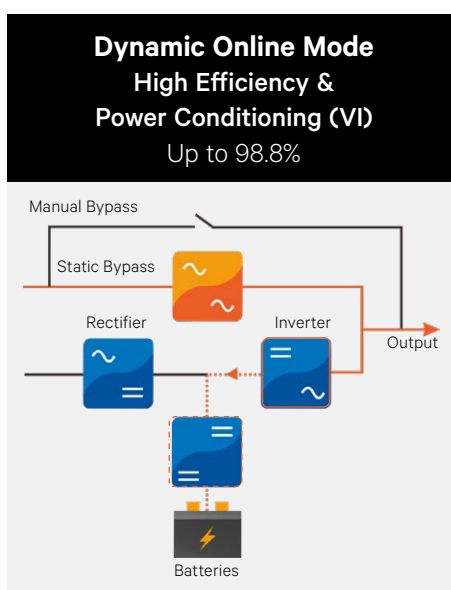 Dynamic Online Mode
High Efficiency &
Power Conditioning (VI)
Up to 98.8%
Manual Bypass
Static Bypass
Rectifier
Inverter
Output
Batteries